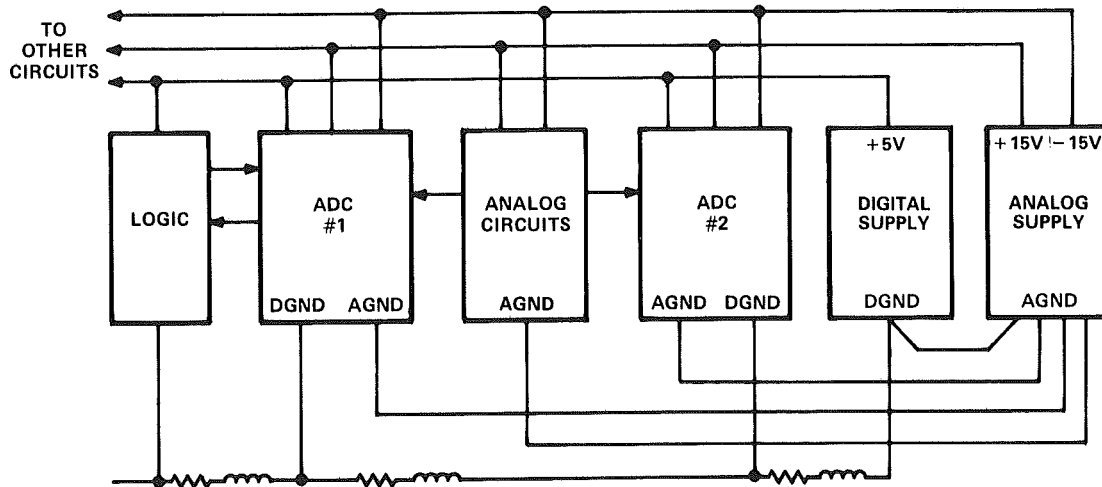 TO
OTHER
CIRCUITS
LOGIC
ADC
#1
DGND AGND
ANALOG
CIRCUITS
AGND
ADC
#2
AGND DGND
+5V
DIGITAL
SUPPLY
DGND
+15V !−15V
ANALOG
SUPPLY
AGND